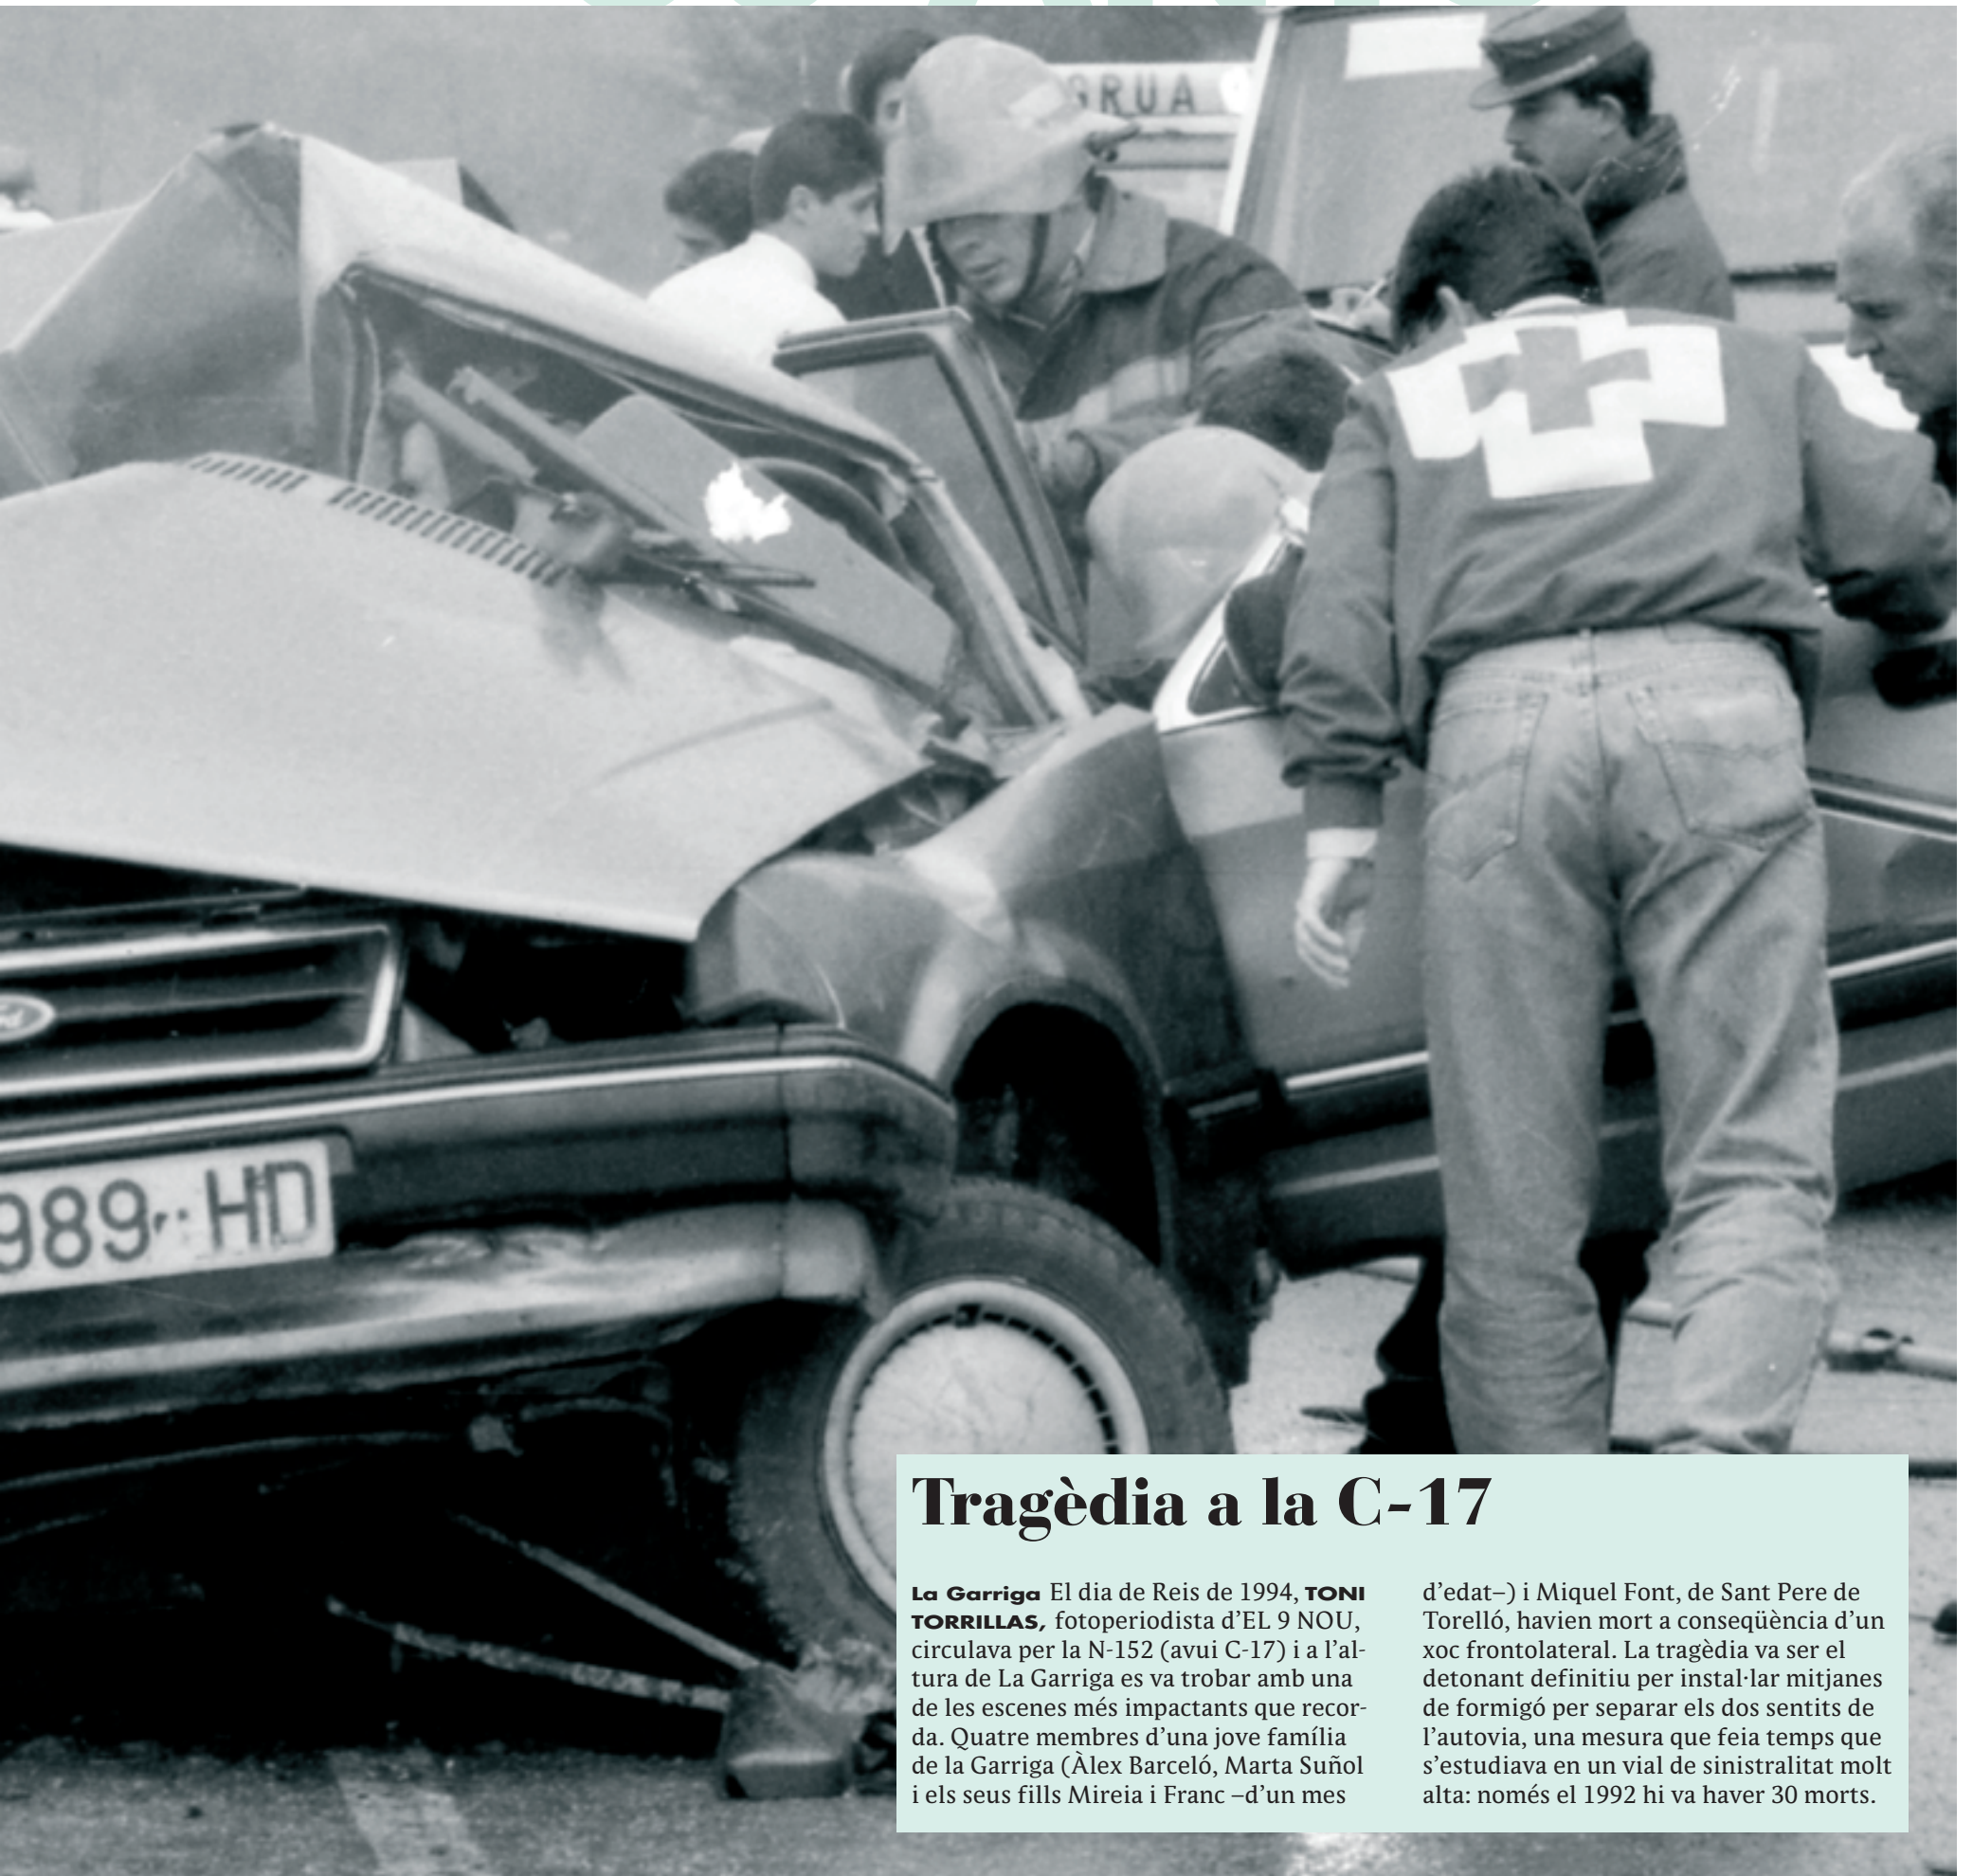 GRUA
989 HD
Tragèdia a la C-17
La Garriga El dia de Reis de 1994, TONI
TORRILLAS, fotoperiodista d’EL 9 NOU,
circulava per la N-152 (avui C-17) i a l’al-
tura de La Garriga es va trobar amb una
de les escenes més impactants que recor-
da. Quatre membres d’una jove família
de la Garriga (Àlex Barceló, Marta Suñol
i els seus fills Mireia i Franc –d’un mes
d’edat–) i Miquel Font, de Sant Pere de
Torelló, havien mort a conseqüència d’un
xoc frontolateral. La tragèdia va ser el
detonant definitiu per instal·lar mitjanes
de formigó per separar els dos sentits de
l’autovia, una mesura que feia temps que
s’estudiava en un vial de sinistralitat molt
alta: només el 1992 hi va haver 30 morts.